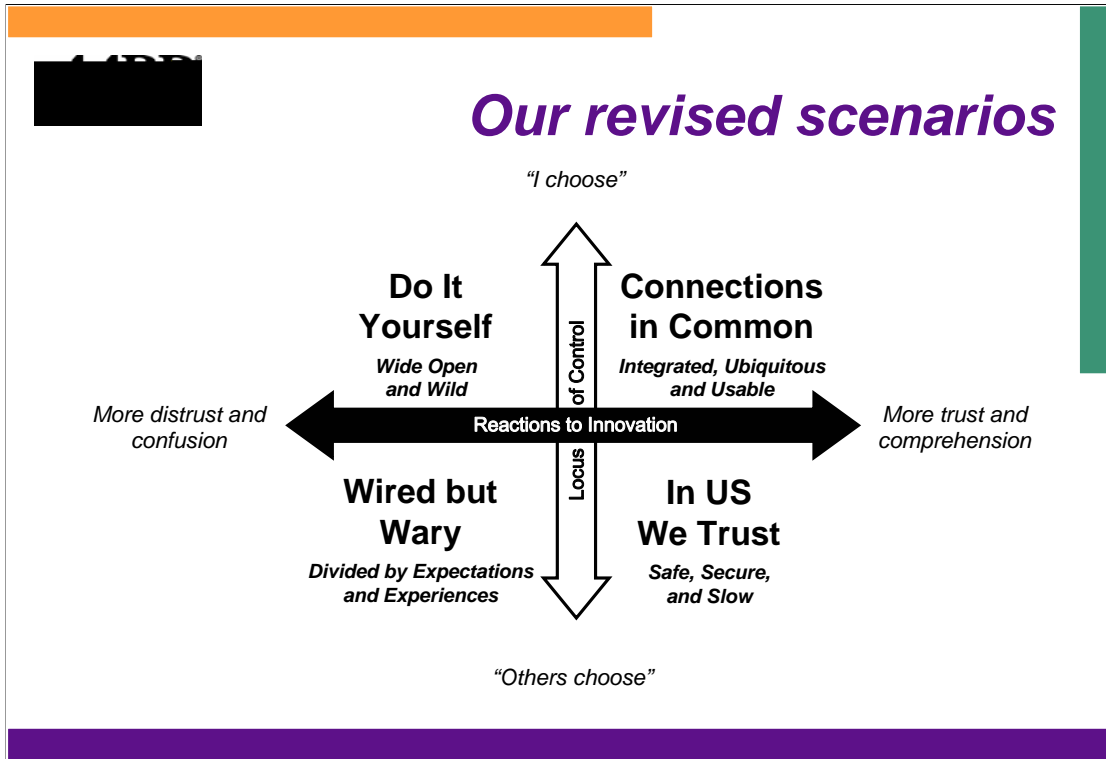 Our revised scenarios
“I choose”
Do It
Yourself
Wide Open
and Wild
Connections
in Common
Integrated, Ubiquitous
and Usable
More distrust and
confusion
Reactions to Innovation
Locus of Control
More trust and
comprehension
Wired but
Wary
Divided by Expectations
and Experiences
In US
We Trust
Safe, Secure,
and Slow
“Others choose”